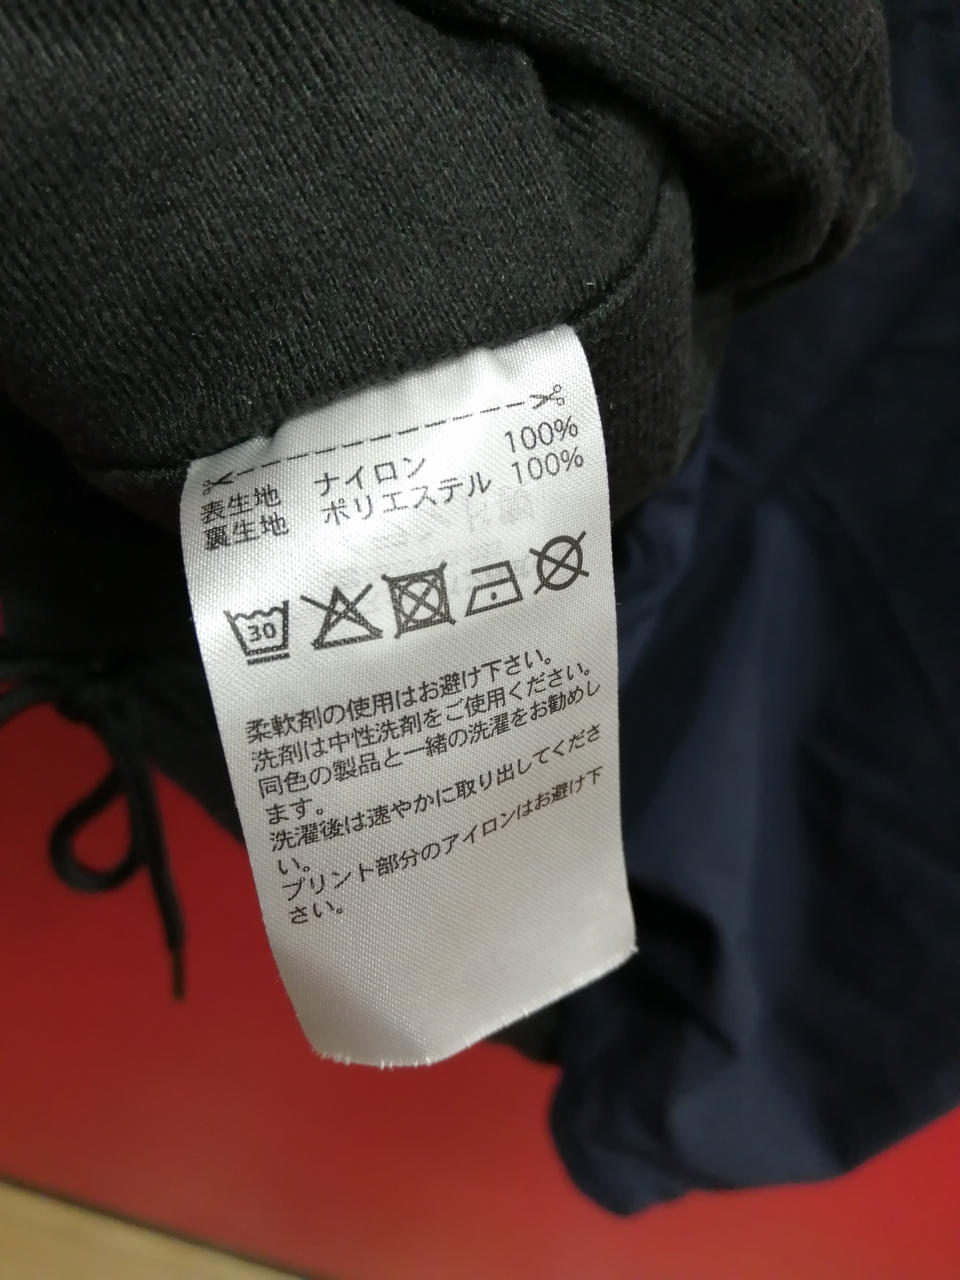 表生地 ナイロン 100%
裏生地 ポリエステル 100%
30
柔軟剤の使用はお避け下さい。
洗剤は中性洗剤をご使用ください。
同色の製品と一緒の洗濯をお勧めし
ます。
洗濯後は速やかに取り出してくださ
い。
プリント部分のアイロンはお避け下
さい。